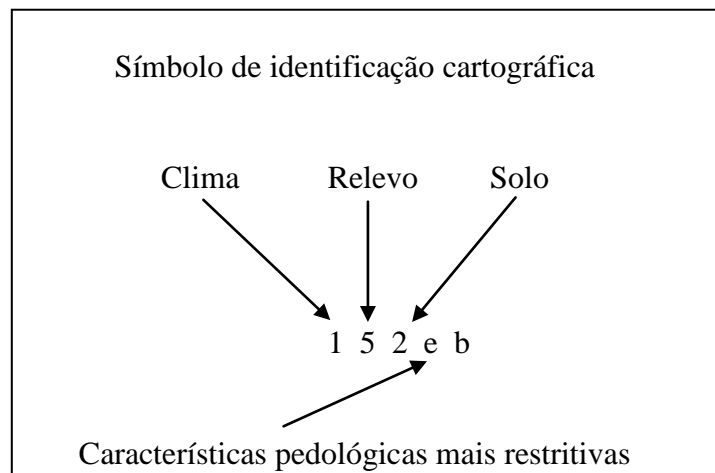 Símbolo de identificação cartográfica
Clima Relevo Solo
1 5 2 e b
Características pedológicas mais restritivas